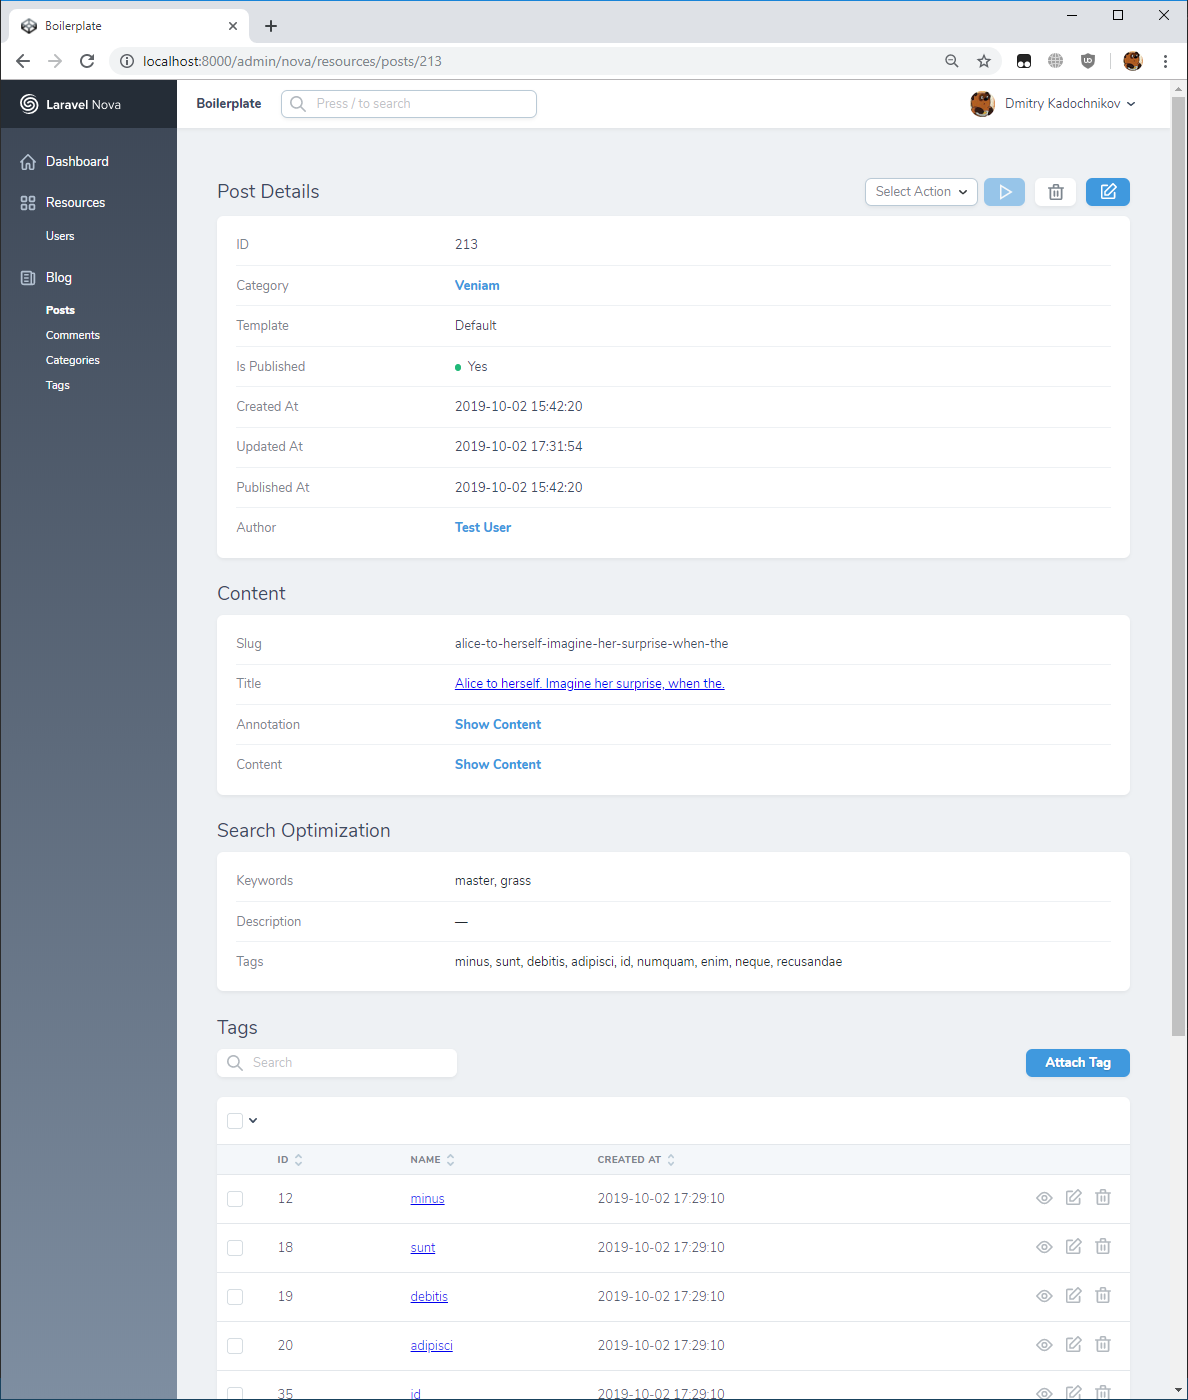 Boilerplate
localhost:8000/admin/nova/resources/posts/213
Laravel Nova
Boilerplate
Press / to search
Dmitry Kadochnikov
Dashboard
Resources
Users
Blog
Posts
Comments
Categories
Tags
Post Details
Select Action
ID 213
Category Veniam
Template Default
Is Published Yes
Created At 2019-10-02 15:42:20
Updated At 2019-10-02 17:31:54
Published At 2019-10-02 15:42:20
Author Test User
Content
Slug alice-to-herself-imagine-her-surprise-when-the
Title Alice to herself. Imagine her surprise, when the.
Annotation Show Content
Content Show Content
Search Optimization
Keywords master, grass
Description —
Tags minus, sunt, debitis, adipisci, id, numquam, enim, neque, recusandae
Tags
Search
Attach Tag
ID NAME CREATED AT
12 minus 2019-10-02 17:29:10
18 sunt 2019-10-02 17:29:10
19 debitis 2019-10-02 17:29:10
20 adipisci 2019-10-02 17:29:10
35 id 2019-10-02 17:29:10